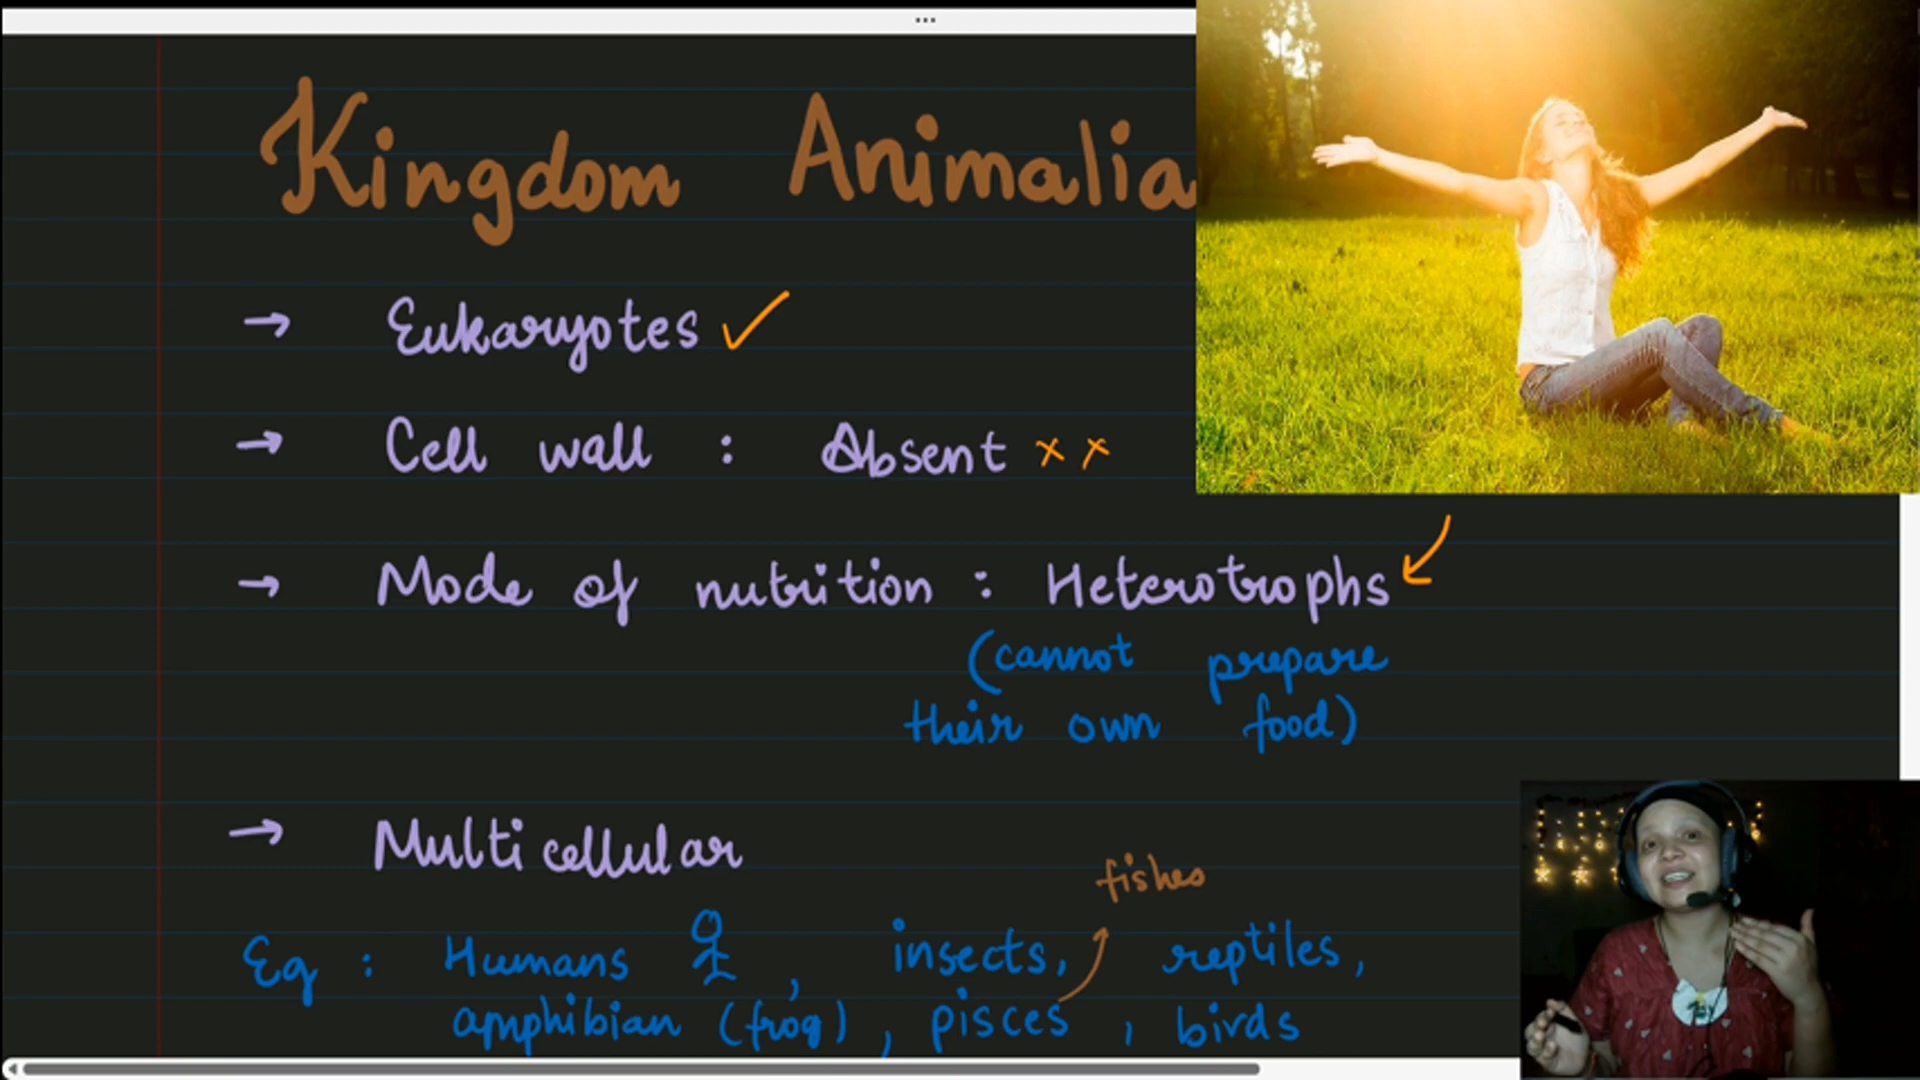 Kingdom Animalia
→ Eukaryotes ✓
→ Cell wall : Absent ××
→ Mode of nutrition : Heterotrophs
(cannot prepare
their own food)
→ Multicellular
fishes
Eg : Humans , insects, reptiles,
amphibian (frog) , pisces , birds